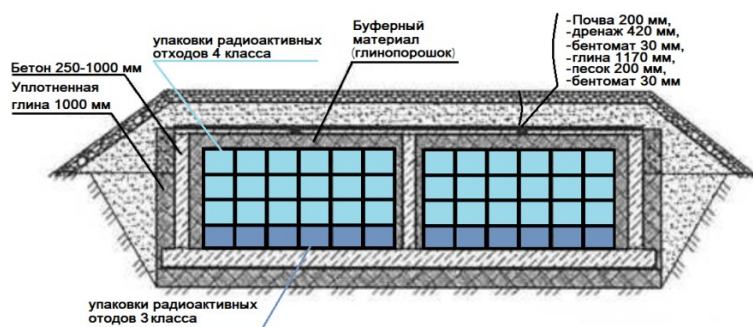 упаковки радиоактивных
отходов 4 класса
Буферный
материал
(глинопорошок)
-Почва 200 мм,
-дренаж 420 мм,
-бентомат 30 мм,
-глина 1170 мм,
-песок 200 мм,
-бентомат 30 мм
Бетон 250-1000 мм
Уплотненная
глина 1000 мм
упаковки радиоактивных
отодов 3 класса